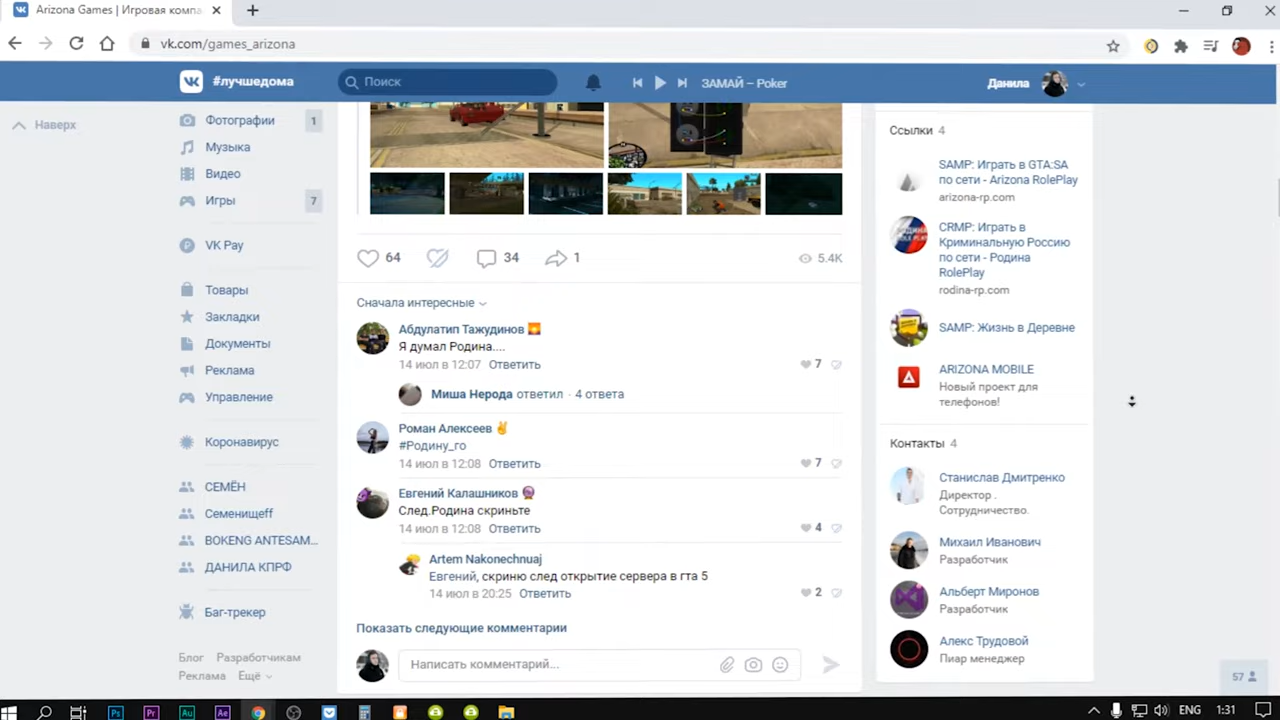 Arizona Games | Игровая компа
vk.com/games_arizona
#лучшедома
Поиск
ЗАМАЙ – Poker
Данила
Наверх
Фотографии 1
Музыка
Видео
Игры 7
VK Pay
Товары
Закладки
Документы
Реклама
Управление
Коронавирус
СЕМЁН
Семенищеff
BOKENG ANTESAM...
ДАНИЛА КПРФ
Баг-трекер
Блог Разработчикам
Реклама Ещё
64 34 1 5.4K
Сначала интересные
Абдулатип Тажудинов
Я думал Родина....
14 июл в 12:07 Ответить 7
Миша Нерода ответил · 4 ответа
Роман Алексеев
#Родину_го
14 июл в 12:08 Ответить 7
Евгений Калашников
След.Родина скриньте
14 июл в 12:08 Ответить 4
Artem Nakonechnuaj
Евгений, скриню след открытие сервера в гта 5
14 июл в 20:25 Ответить 2
Показать следующие комментарии
Написать комментарий...
Ссылки 4
SAMP: Играть в GTA:SA
по сети - Arizona RolePlay
arizona-rp.com
CRMP: Играть в
Криминальную Россию
по сети - Родина
RolePlay
rodina-rp.com
SAMP: Жизнь в Деревне
ARIZONA MOBILE
Новый проект для
телефонов!
Контакты 4
Станислав Дмитренко
Директор .
Сотрудничество.
Михаил Иванович
Разработчик
Альберт Миронов
Разработчик
Алекс Трудовой
Пиар менеджер
57
Ps Pr Au Ae
ENG 1:31